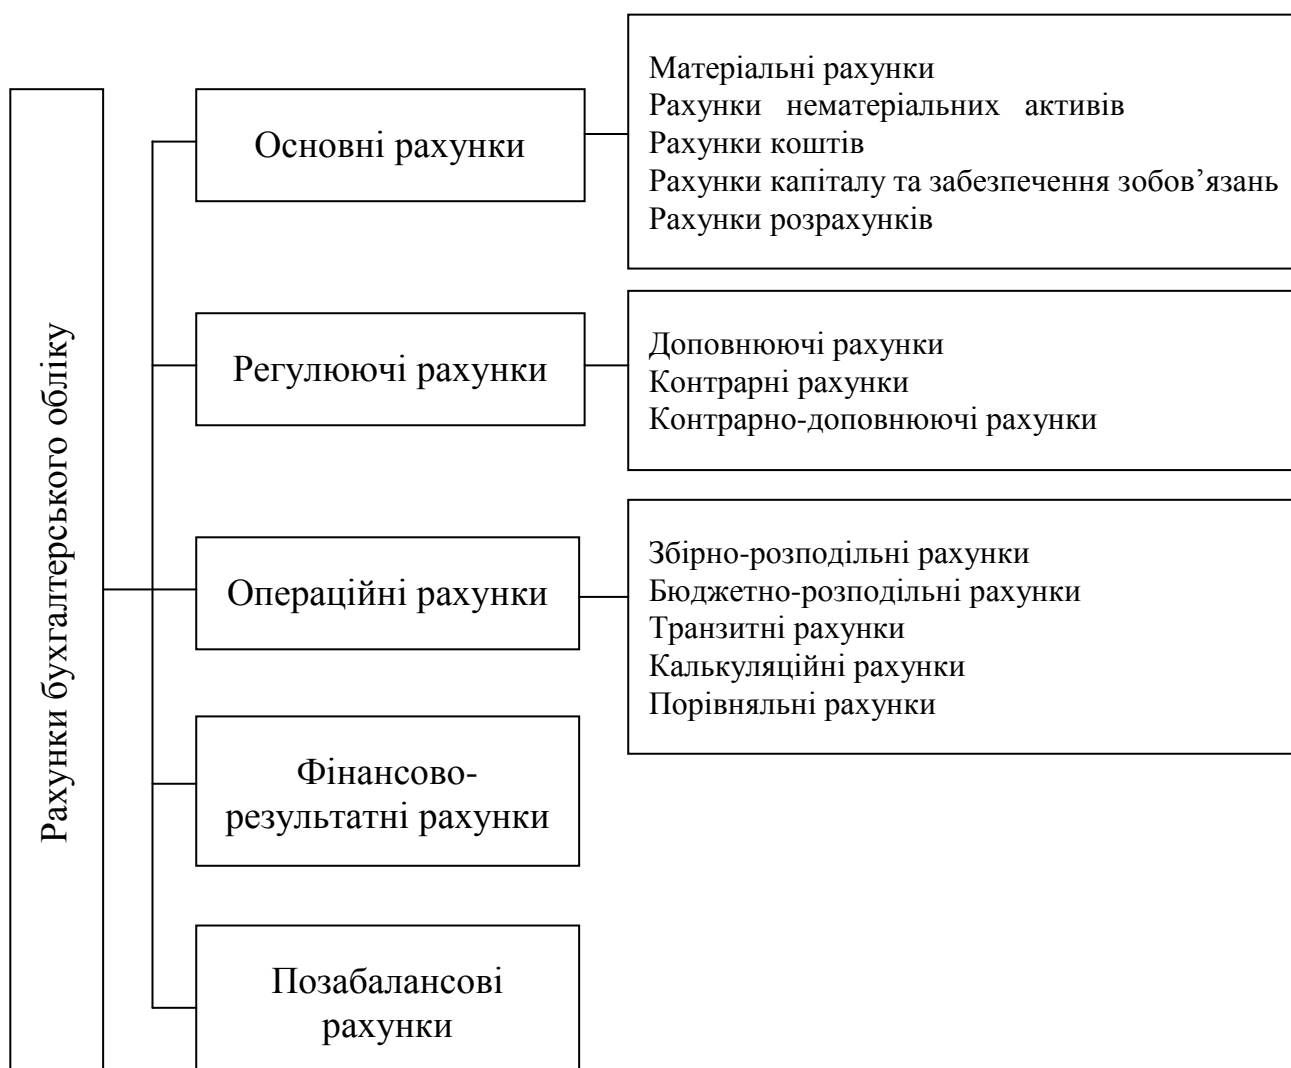 Рахунки бухгалтерського обліку
Основні рахунки
Матеріальні рахунки
Рахунки нематеріальних активів
Рахунки коштів
Рахунки капіталу та забезпечення зобов’язань
Рахунки розрахунків
Регулюючі рахунки
Доповнюючі рахунки
Контрарні рахунки
Контрарно-доповнюючі рахунки
Операційні рахунки
Збірно-розподільні рахунки
Бюджетно-розподільні рахунки
Транзитні рахунки
Калькуляційні рахунки
Порівняльні рахунки
Фінансово-
результатні рахунки
Позабалансові
рахунки